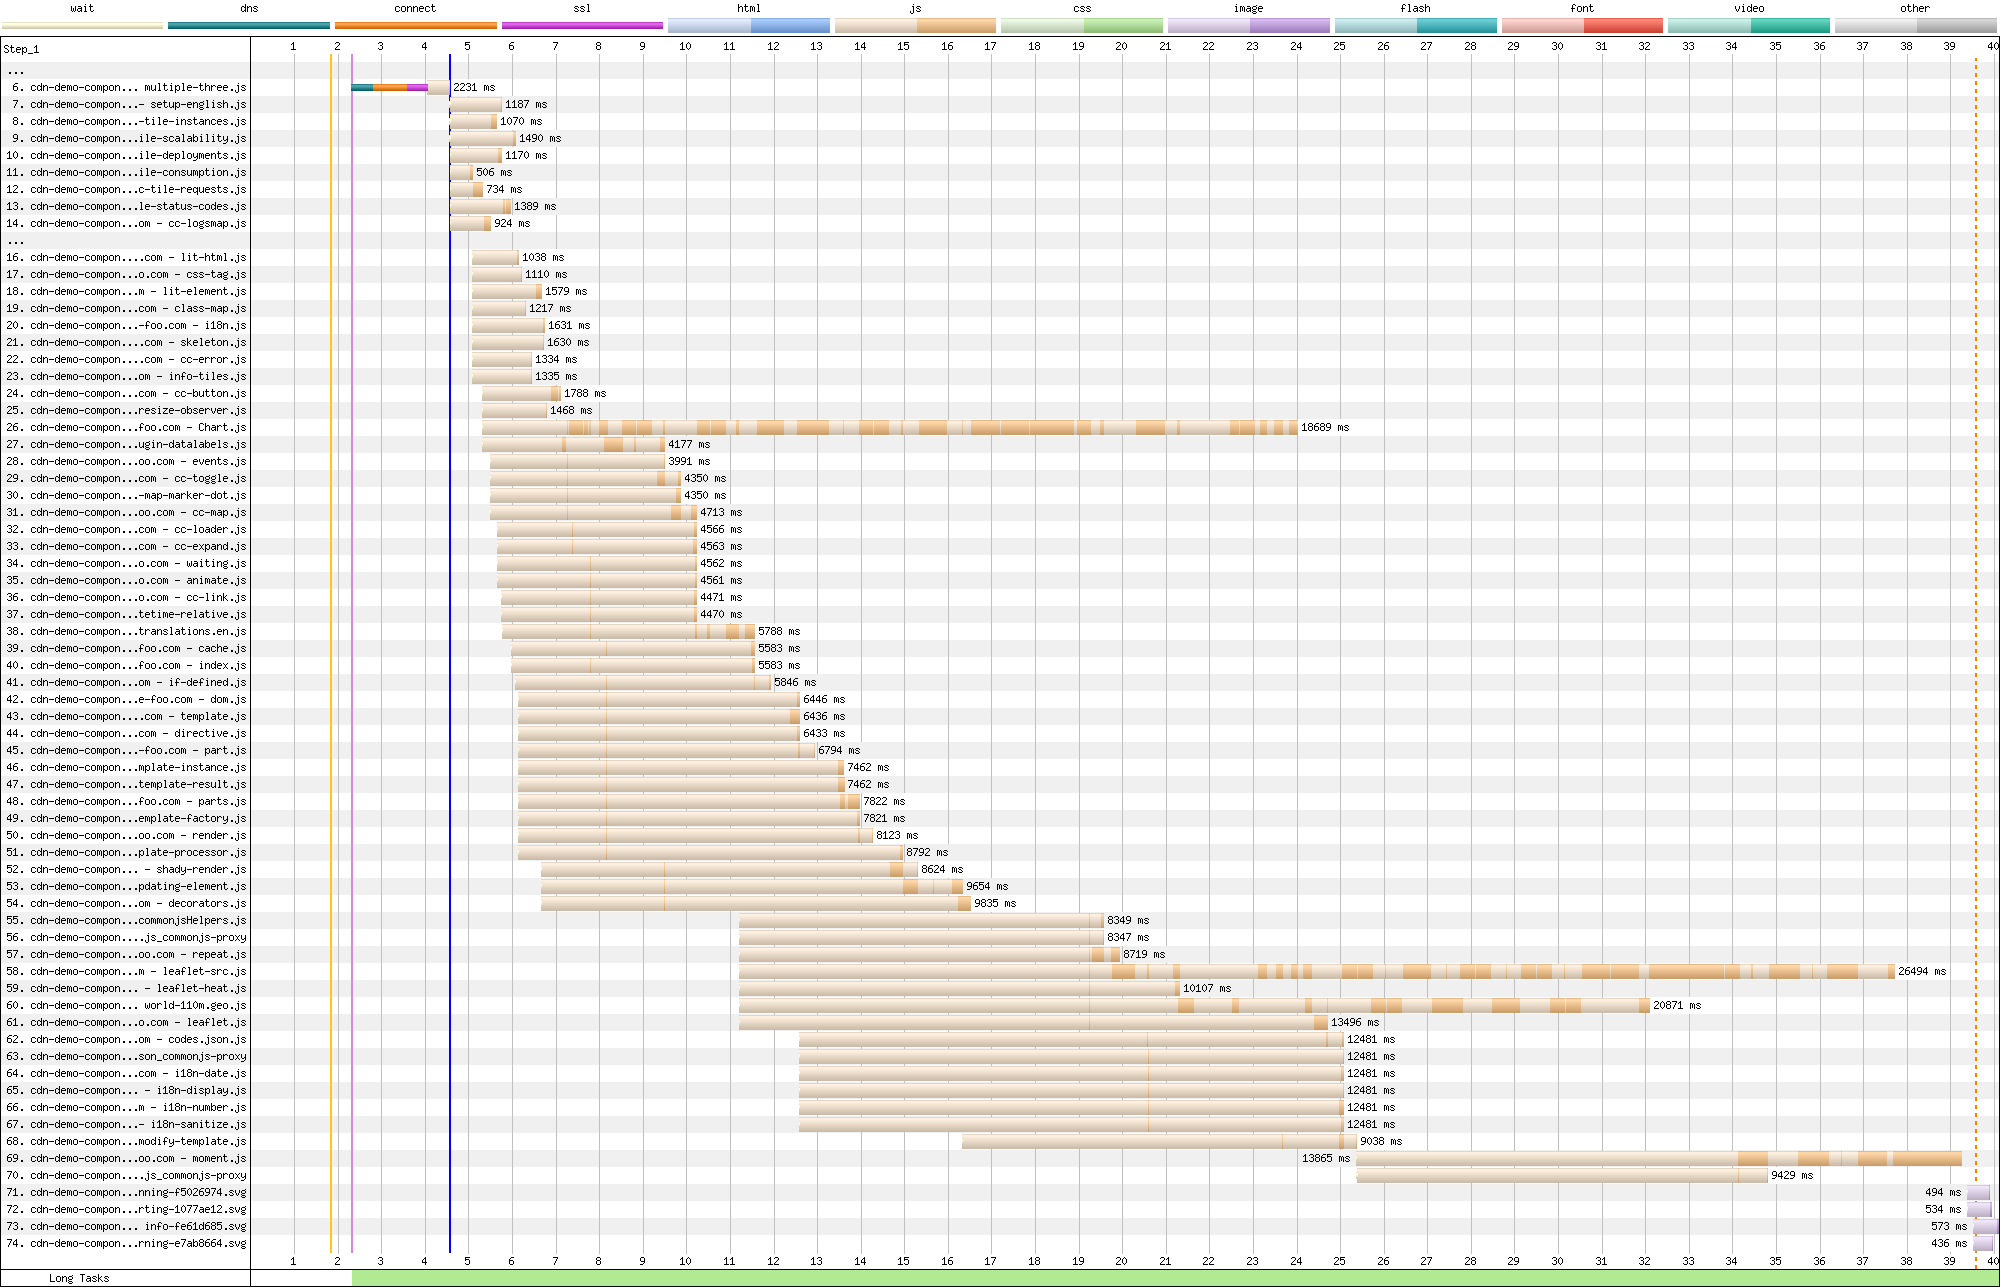 wait dns connect ssl html js css image flash font video other
Step_1 1 2 3 4 5 6 7 8 9 10 11 12 13 14 15 16 17 18 19 20 21 22 23 24 25 26 27 28 29 30 31 32 33 34 35 36 37 38 39 40
...
6. cdn-demo-compon... multiple-three.js 2231 ms
7. cdn-demo-compon...- setup-english.js 1187 ms
8. cdn-demo-compon...-tile-instances.js 1070 ms
9. cdn-demo-compon...ile-scalability.js 1490 ms
10. cdn-demo-compon...ile-deployments.js 1170 ms
11. cdn-demo-compon...ile-consumption.js 506 ms
12. cdn-demo-compon...c-tile-requests.js 734 ms
13. cdn-demo-compon...le-status-codes.js 1389 ms
14. cdn-demo-compon...om - cc-logsmap.js 924 ms
...
16. cdn-demo-compon....com - lit-html.js 1038 ms
17. cdn-demo-compon...o.com - css-tag.js 1110 ms
18. cdn-demo-compon...m - lit-element.js 1579 ms
19. cdn-demo-compon....com - class-map.js 1217 ms
20. cdn-demo-compon...-foo.com - i18n.js 1631 ms
21. cdn-demo-compon....com - skeleton.js 1630 ms
22. cdn-demo-compon....com - cc-error.js 1334 ms
23. cdn-demo-compon...om - info-tiles.js 1335 ms
24. cdn-demo-compon...com - cc-button.js 1788 ms
25. cdn-demo-compon...resize-observer.js 1468 ms
26. cdn-demo-compon...foo.com - Chart.js 18689 ms
27. cdn-demo-compon...ugin-datalabels.js 4177 ms
28. cdn-demo-compon...oo.com - events.js 3991 ms
29. cdn-demo-compon...com - cc-toggle.js 4350 ms
30. cdn-demo-compon...-map-marker-dot.js 4350 ms
31. cdn-demo-compon...oo.com - cc-map.js 4713 ms
32. cdn-demo-compon...com - cc-loader.js 4566 ms
33. cdn-demo-compon...com - cc-expand.js 4563 ms
34. cdn-demo-compon...o.com - waiting.js 4562 ms
35. cdn-demo-compon...o.com - animate.js 4561 ms
36. cdn-demo-compon...o.com - cc-link.js 4471 ms
37. cdn-demo-compon...tetime-relative.js 4470 ms
38. cdn-demo-compon...translations.en.js 5788 ms
39. cdn-demo-compon...foo.com - cache.js 5583 ms
40. cdn-demo-compon...foo.com - index.js 5583 ms
41. cdn-demo-compon...om - if-defined.js 5846 ms
42. cdn-demo-compon...e-foo.com - dom.js 6446 ms
43. cdn-demo-compon....com - template.js 6436 ms
44. cdn-demo-compon...com - directive.js 6433 ms
45. cdn-demo-compon...-foo.com - part.js 6794 ms
46. cdn-demo-compon...mplate-instance.js 7462 ms
47. cdn-demo-compon...template-result.js 7462 ms
48. cdn-demo-compon...foo.com - parts.js 7822 ms
49. cdn-demo-compon...emplate-factory.js 7821 ms
50. cdn-demo-compon...oo.com - render.js 8123 ms
51. cdn-demo-compon...plate-processor.js 8792 ms
52. cdn-demo-compon... - shady-render.js 8624 ms
53. cdn-demo-compon...pdating-element.js 9654 ms
54. cdn-demo-compon...om - decorators.js 9835 ms
55. cdn-demo-compon...commonjsHelpers.js 8349 ms
56. cdn-demo-compon....js_commonjs-proxy 8347 ms
57. cdn-demo-compon...oo.com - repeat.js 8719 ms
58. cdn-demo-compon...m - leaflet-src.js 26494 ms
59. cdn-demo-compon... - leaflet-heat.js 10107 ms
60. cdn-demo-compon... world-110m.geo.js 20871 ms
61. cdn-demo-compon...o.com - leaflet.js 13496 ms
62. cdn-demo-compon...om - codes.json.js 12481 ms
63. cdn-demo-compon...son_commonjs-proxy 12481 ms
64. cdn-demo-compon...com - i18n-date.js 12481 ms
65. cdn-demo-compon... - i18n-display.js 12481 ms
66. cdn-demo-compon...m - i18n-number.js 12481 ms
67. cdn-demo-compon...- i18n-sanitize.js 12481 ms
68. cdn-demo-compon...modify-template.js 9038 ms
69. cdn-demo-compon...oo.com - moment.js 13865 ms
70. cdn-demo-compon....js_commonjs-proxy 9429 ms
71. cdn-demo-compon...nning-f5026974.svg 494 ms
72. cdn-demo-compon...rting-1077ae12.svg 534 ms
73. cdn-demo-compon... info-fe61d685.svg 573 ms
74. cdn-demo-compon...rning-e7ab8664.svg 436 ms
1 2 3 4 5 6 7 8 9 10 11 12 13 14 15 16 17 18 19 20 21 22 23 24 25 26 27 28 29 30 31 32 33 34 35 36 37 38 39 40
Long Tasks